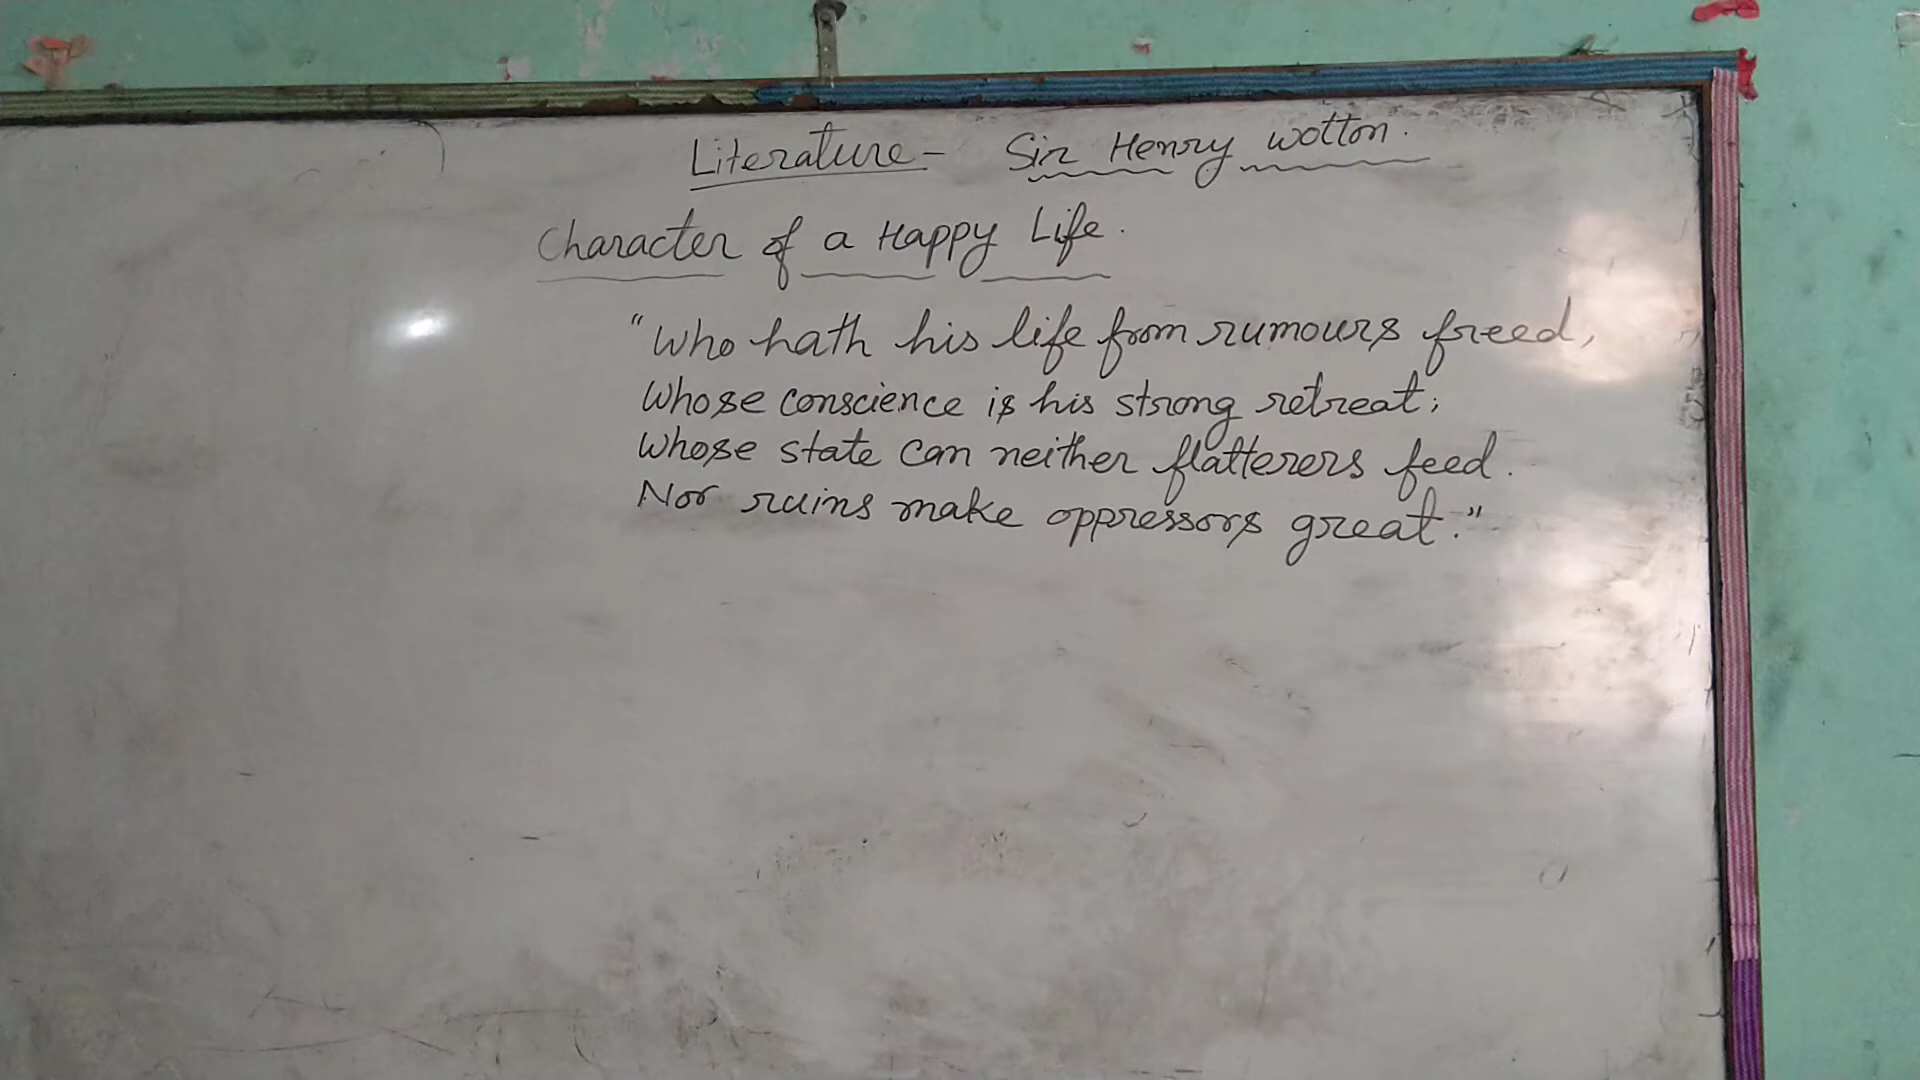 Literature - Sir Henry wotton.
Character of a Happy Life.
"Who hath his life from rumours freed,
Whose conscience is his strong retreat;
Whose state can neither flatterers feed.
Nor ruins make oppressors great."